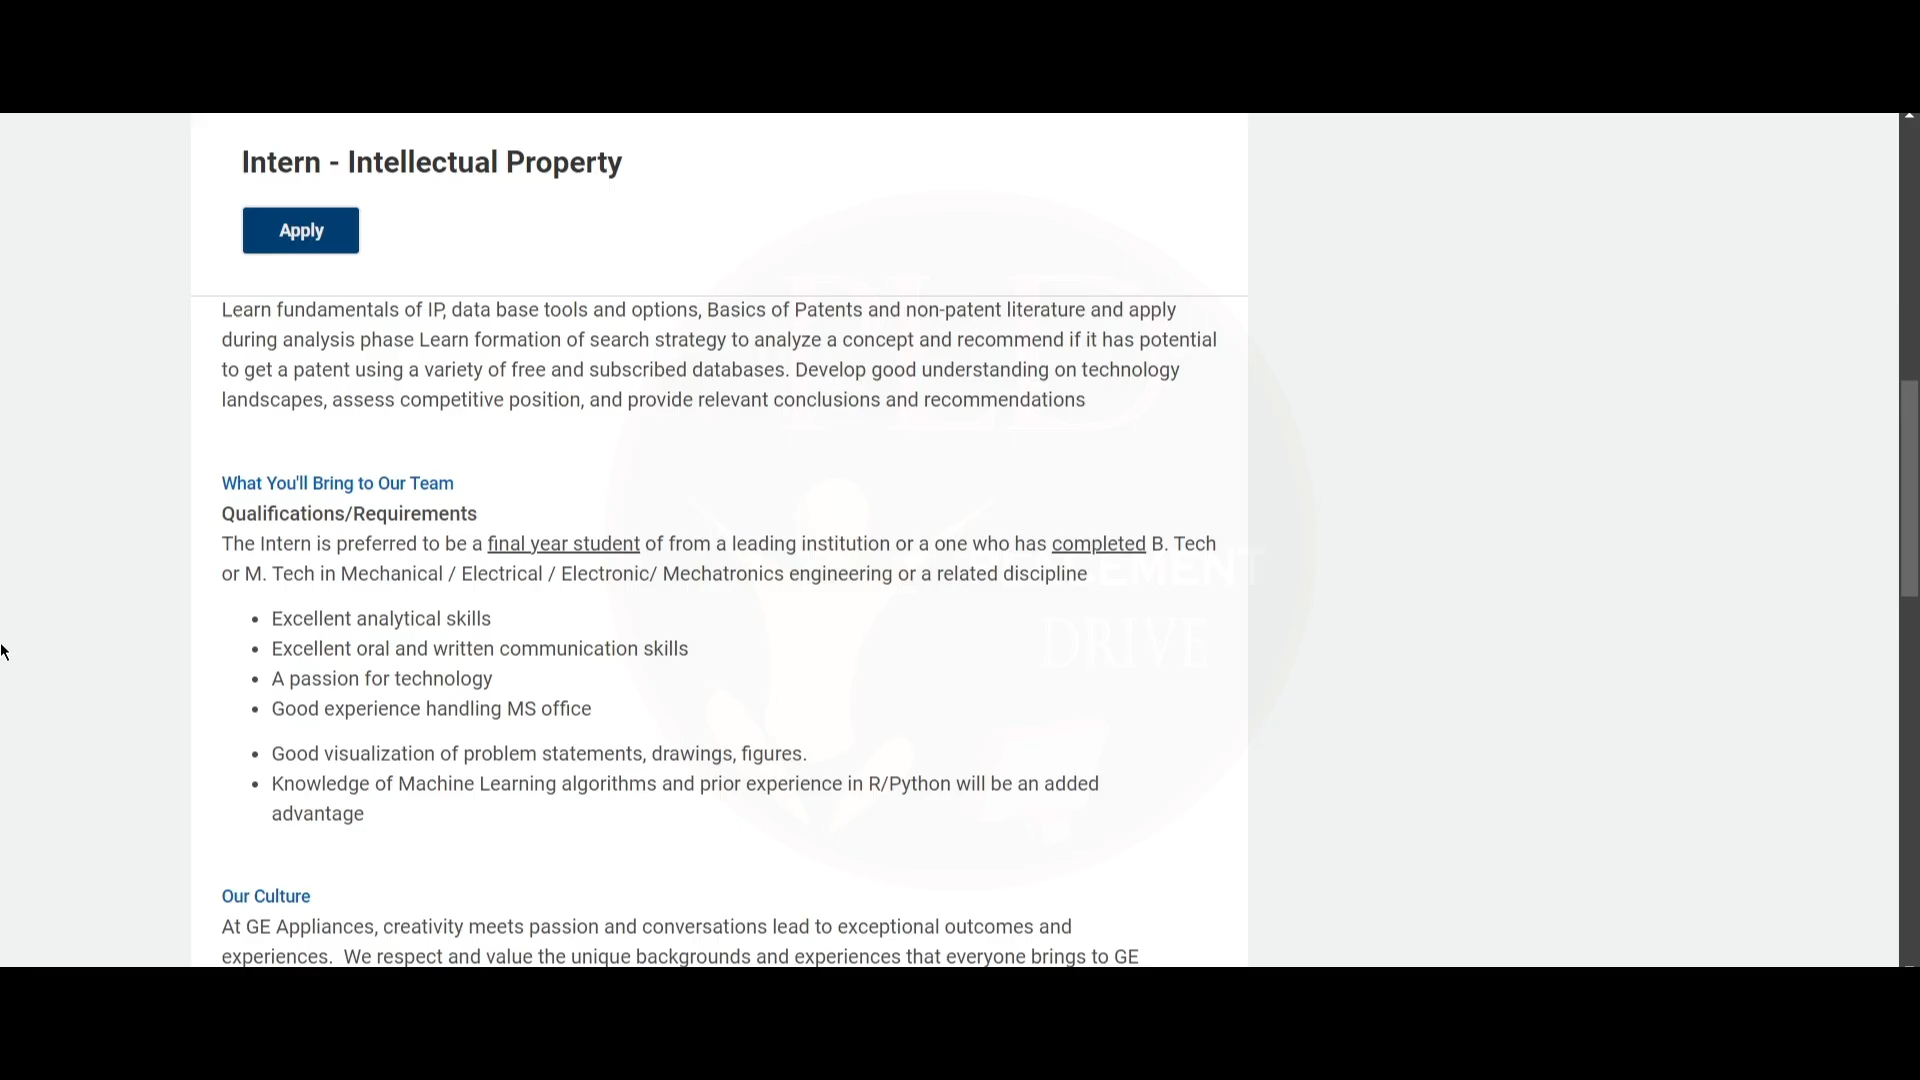 Intern - Intellectual Property
Apply
Learn fundamentals of IP, data base tools and options, Basics of Patents and non-patent literature and apply
during analysis phase Learn formation of search strategy to analyze a concept and recommend if it has potential
to get a patent using a variety of free and subscribed databases. Develop good understanding on technology
landscapes, assess competitive position, and provide relevant conclusions and recommendations
What You'll Bring to Our Team
Qualifications/Requirements
The Intern is preferred to be a final year student of from a leading institution or a one who has completed B. Tech
or M. Tech in Mechanical / Electrical / Electronic/ Mechatronics engineering or a related discipline
• Excellent analytical skills
• Excellent oral and written communication skills
• A passion for technology
• Good experience handling MS office
• Good visualization of problem statements, drawings, figures.
• Knowledge of Machine Learning algorithms and prior experience in R/Python will be an added
advantage
Our Culture
At GE Appliances, creativity meets passion and conversations lead to exceptional outcomes and
experiences.  We respect and value the unique backgrounds and experiences that everyone brings to GE
PLD
DRIVE